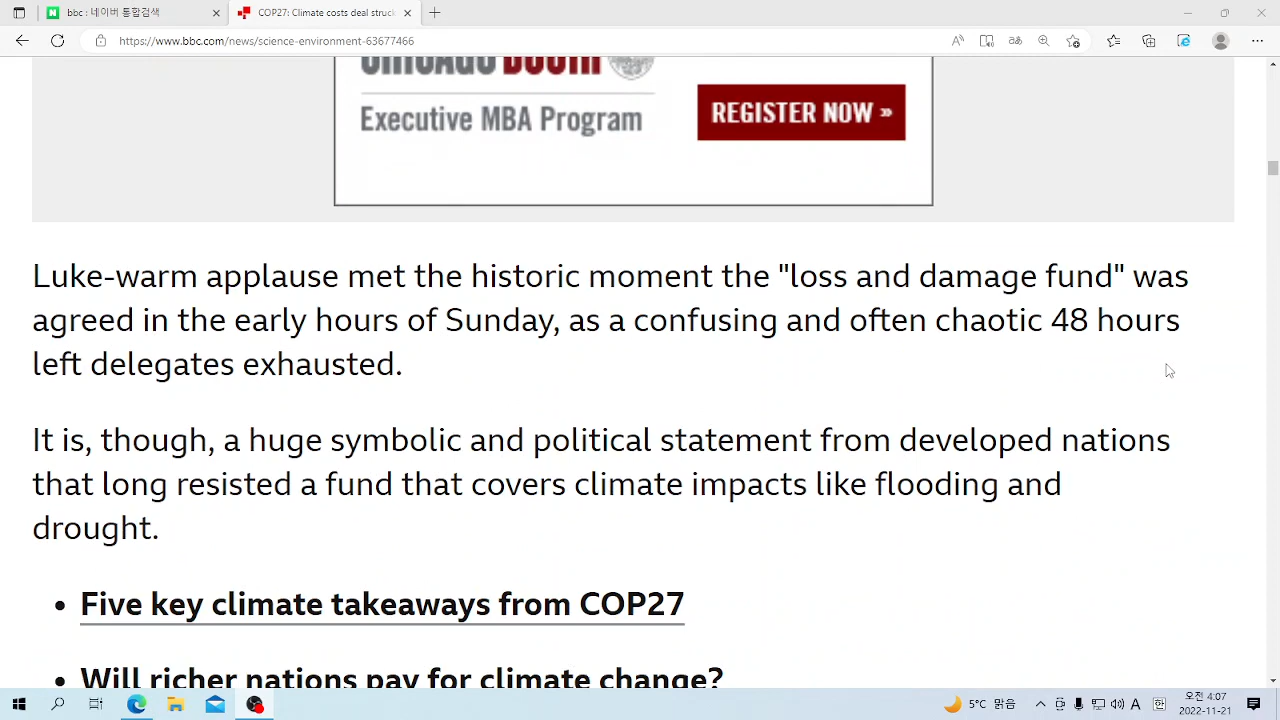 bbc : 네이버 통합검색
COP27: Climate costs deal struck
https://www.bbc.com/news/science-environment-63677466
CHICAGO BOOTH
Executive MBA Program
REGISTER NOW »
Luke-warm applause met the historic moment the "loss and damage fund" was
agreed in the early hours of Sunday, as a confusing and often chaotic 48 hours
left delegates exhausted.
It is, though, a huge symbolic and political statement from developed nations
that long resisted a fund that covers climate impacts like flooding and
drought.
• Five key climate takeaways from COP27
• Will richer nations pay for climate change?
5°C 맑음
A
오전 4:07
2022-11-21